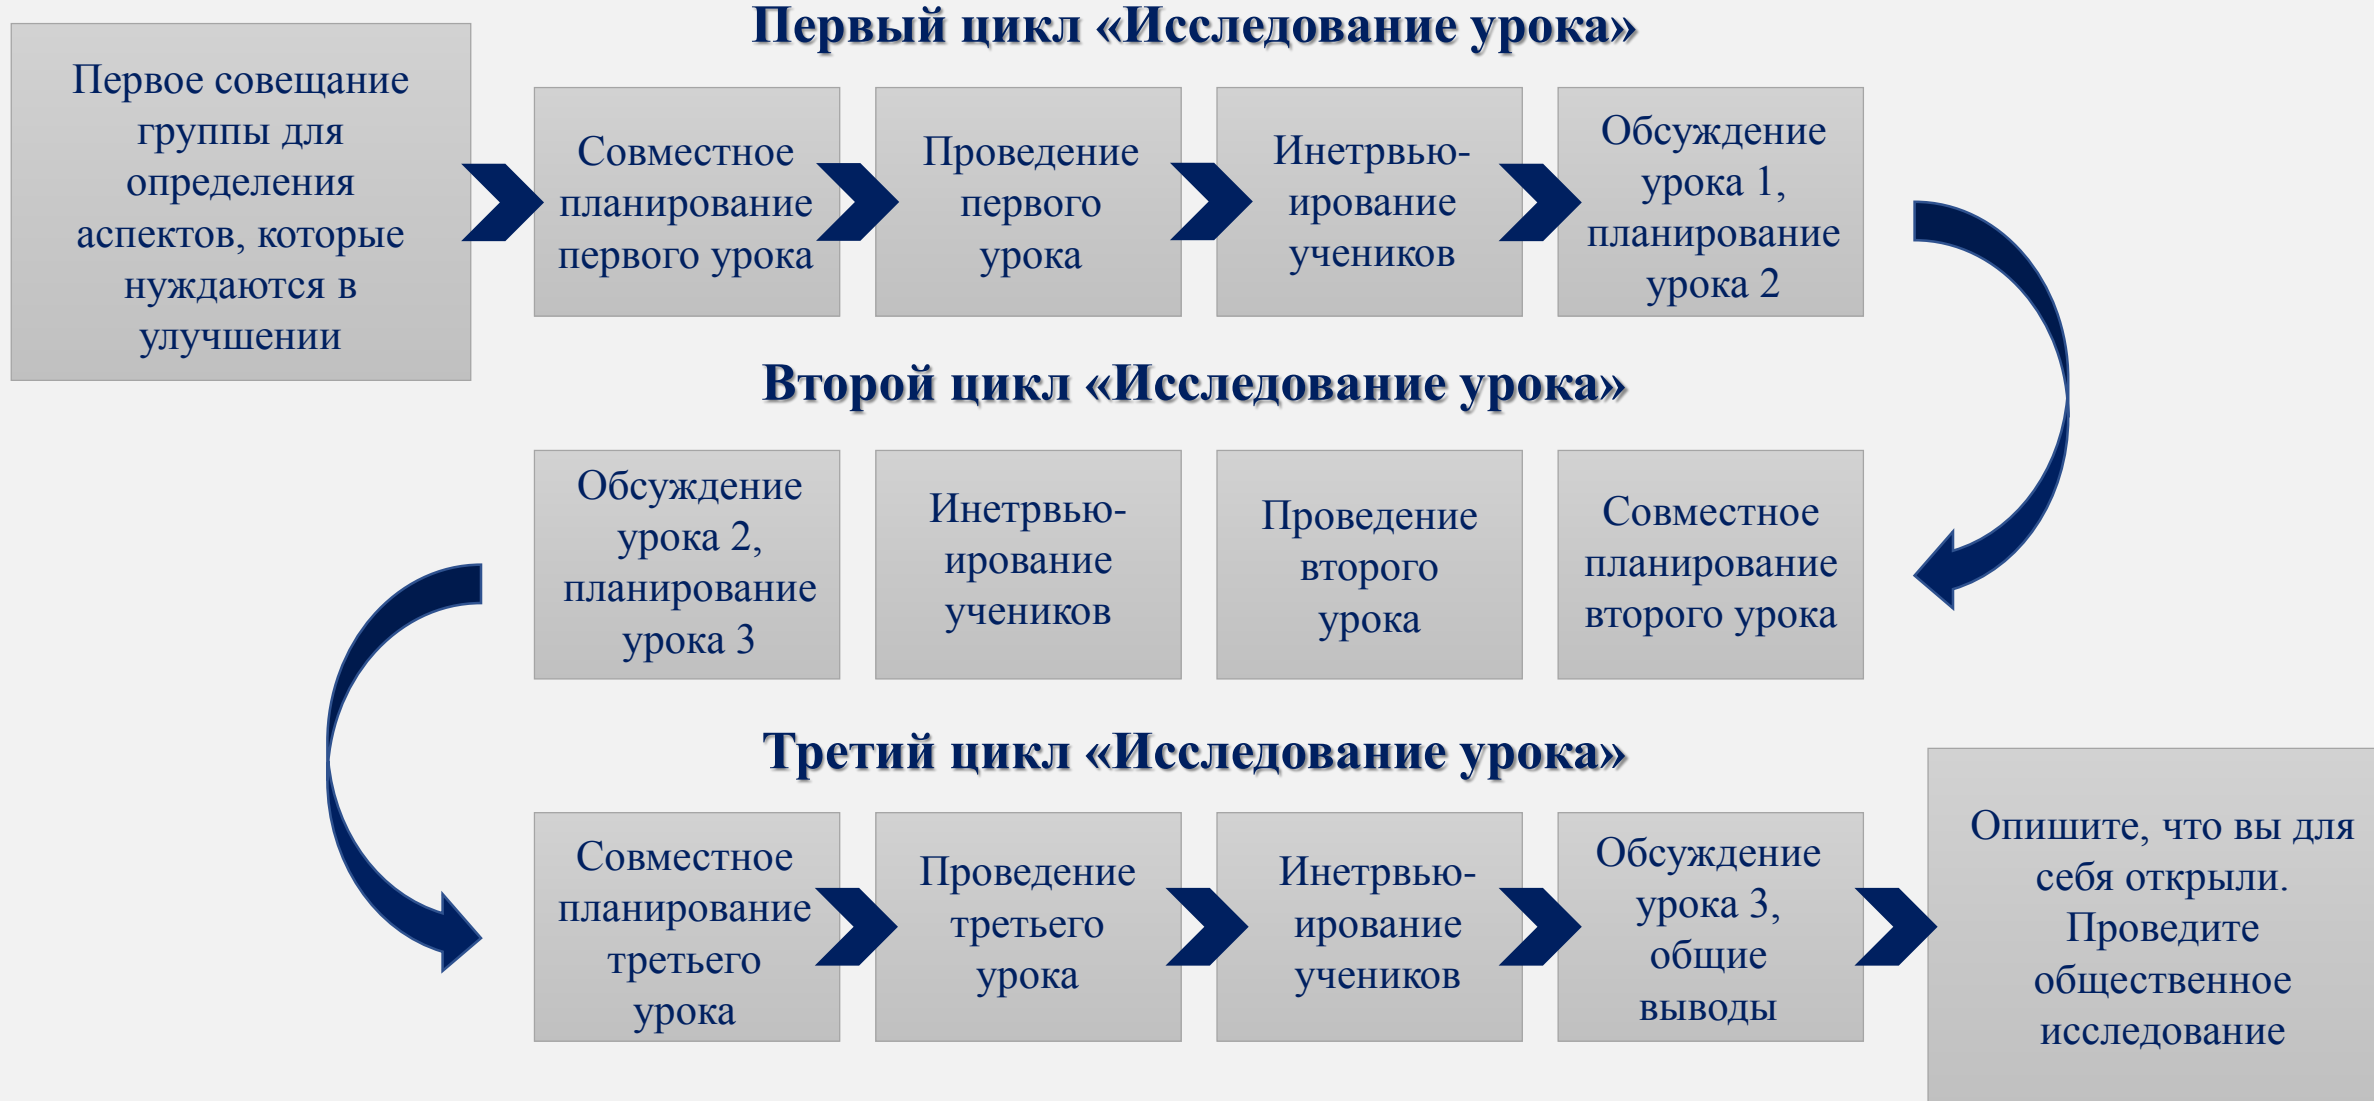 Первый цикл «Исследование урока»
Первое совещание
группы для
определения
аспектов, которые
нуждаются в
улучшении
Совместное
планирование
первого урока
Проведение
первого
урока
Инетрвью-
ирование
учеников
Обсуждение
урока 1,
планирование
урока 2
Второй цикл «Исследование урока»
Обсуждение
урока 2,
планирование
урока 3
Инетрвью-
ирование
учеников
Проведение
второго
урока
Совместное
планирование
второго урока
Третий цикл «Исследование урока»
Совместное
планирование
третьего
урока
Проведение
третьего
урока
Инетрвью-
ирование
учеников
Обсуждение
урока 3,
общие
выводы
Опишите, что вы для
себя открыли.
Проведите
общественное
исследование